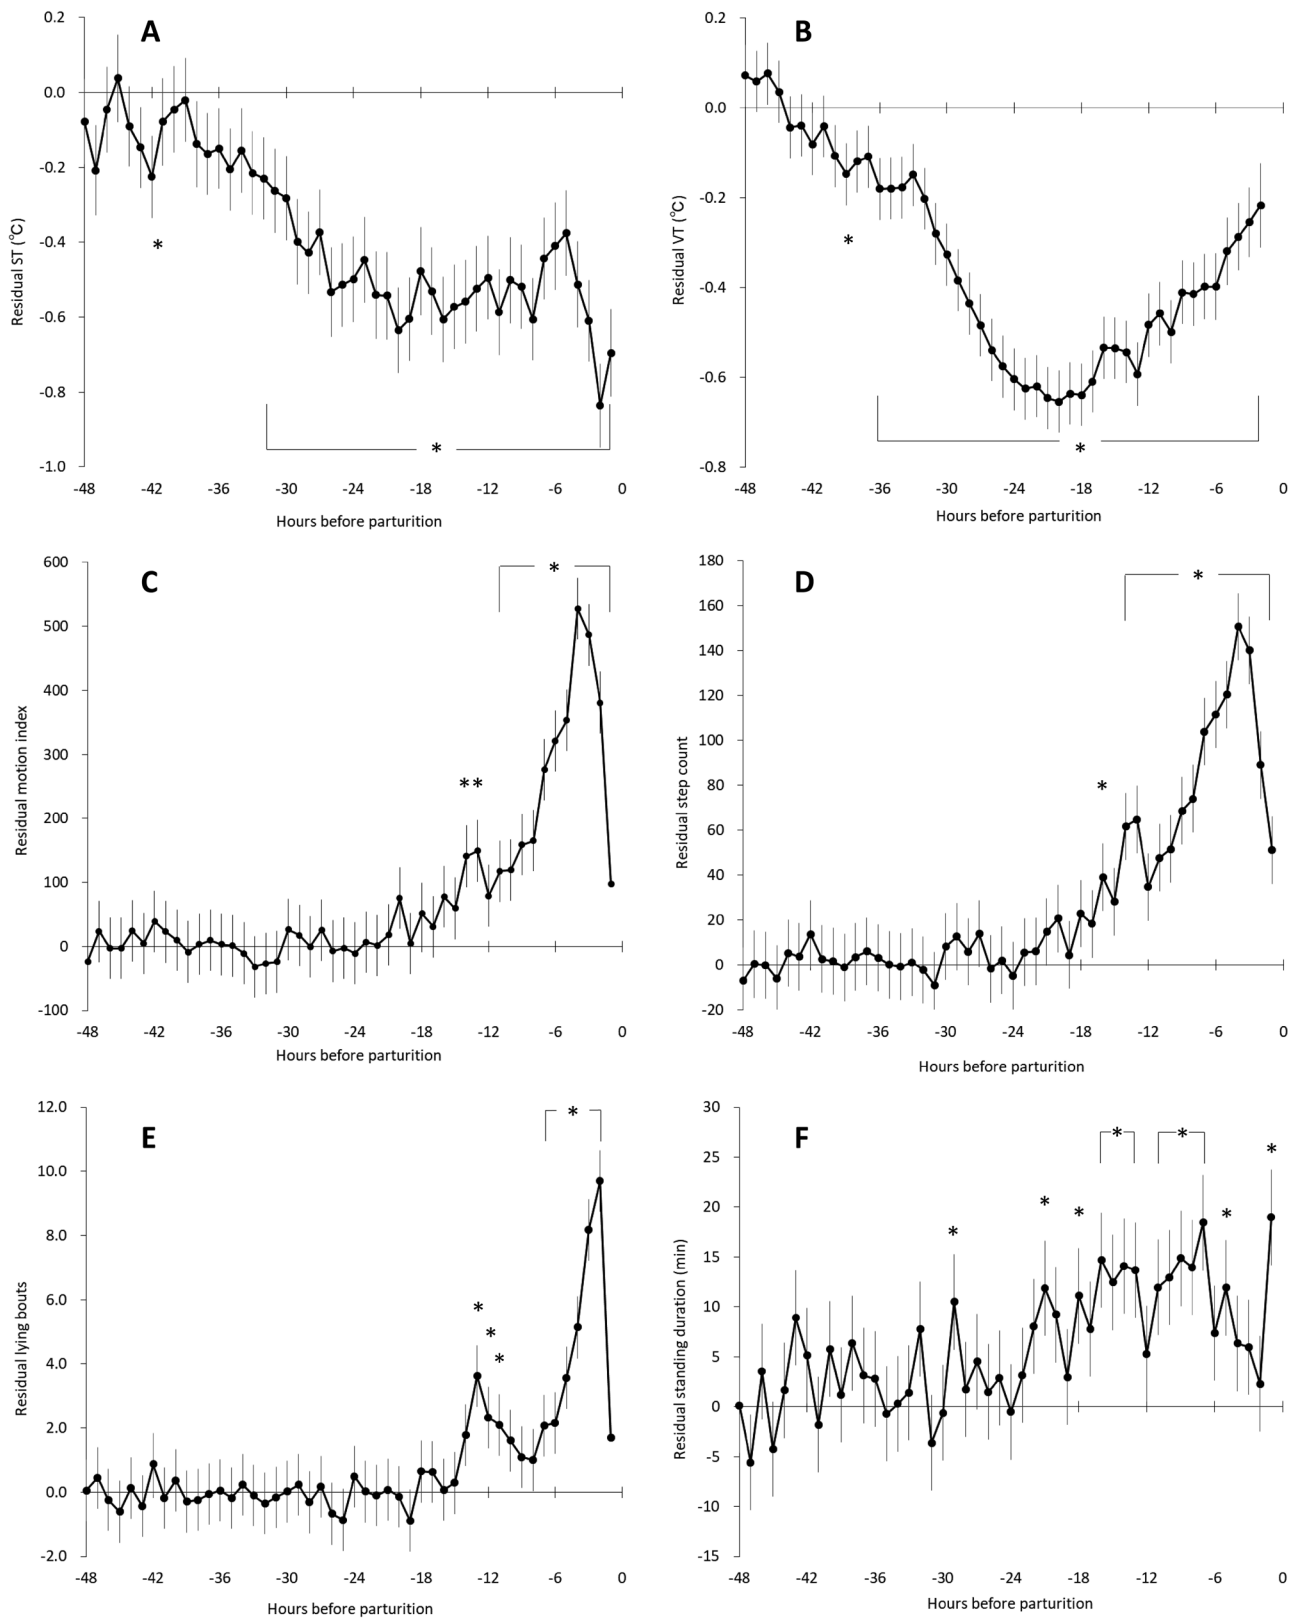 A
0.2
0.0
-0.2
-0.4
-0.6
-0.8
-1.0
Residual ST (°C)
*
*
-48 -42 -36 -30 -24 -18 -12 -6 0
Hours before parturition
B
0.2
0.0
-0.2
-0.4
-0.6
-0.8
Residual VT (°C)
*
*
-48 -42 -36 -30 -24 -18 -12 -6 0
Hours before parturition
C
600
500
400
300
200
100
0
-100
Residual motion index
*
**
-48 -42 -36 -30 -24 -18 -12 -6 0
Hours before parturition
D
180
160
140
120
100
80
60
40
20
0
-20
Residual step count
*
*
-48 -42 -36 -30 -24 -18 -12 -6 0
Hours before parturition
E
12.0
10.0
8.0
6.0
4.0
2.0
0.0
-2.0
Residual lying bouts
*
*
*
*
-48 -42 -36 -30 -24 -18 -12 -6 0
Hours before parturition
F
30
25
20
15
10
5
0
-5
-10
-15
Residual standing duration (min)
* *
*
*
*
*
*
-48 -42 -36 -30 -24 -18 -12 -6 0
Hours before parturition